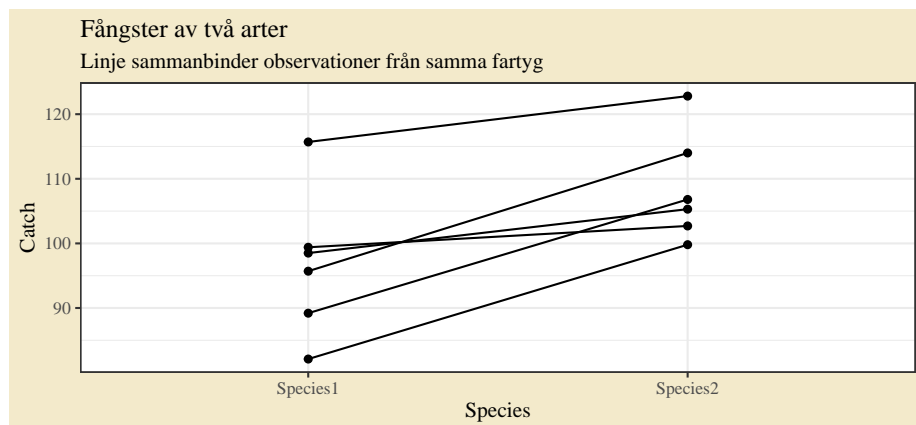 Fångster av två arter
Linje sammanbinder observationer från samma fartyg
120
110
100
90
Catch
Species1 Species2
Species